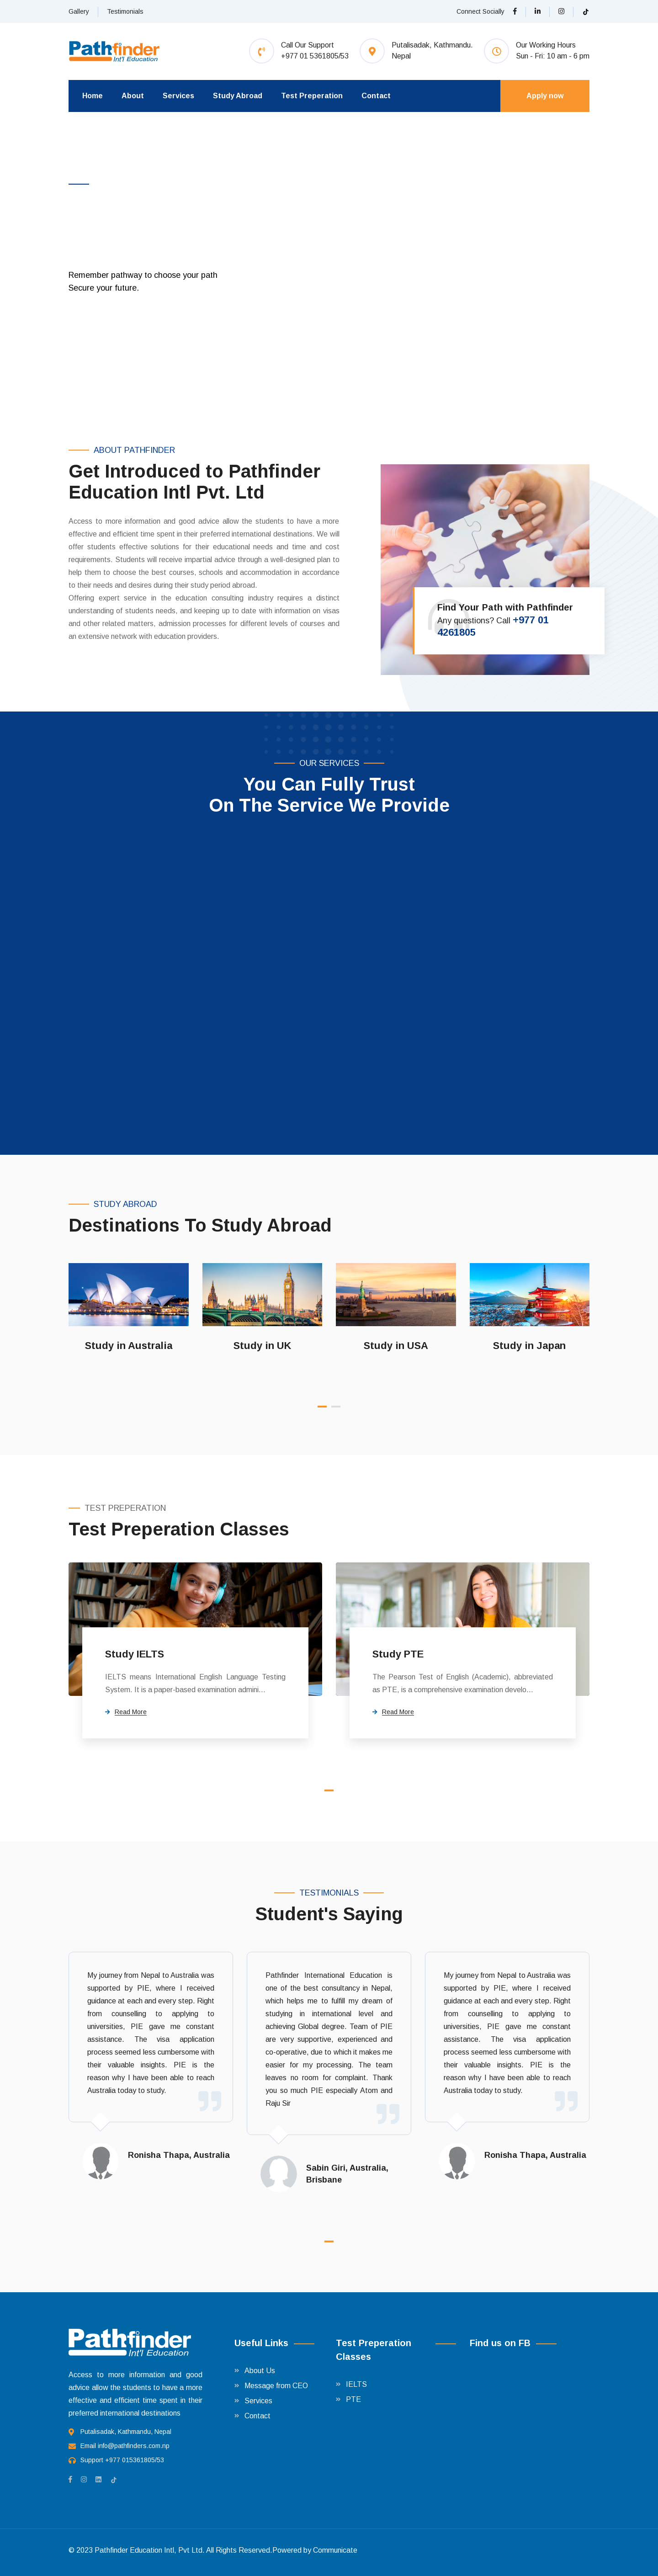 Gallery
Testimonials
Connect Socially
Pathfinder
Int'l Education
Call Our Support
+977 01 5361805/53
Putalisadak, Kathmandu.
Nepal
Our Working Hours
Sun - Fri: 10 am - 6 pm
Home
About
Services
Study Abroad
Test Preperation
Contact
Apply now
Remember pathway to choose your path
Secure your future.
ABOUT PATHFINDER
Get Introduced to Pathfinder
Education Intl Pvt. Ltd
Access to more information and good advice allow the students to have a more
effective and efficient time spent in their preferred international destinations. We will
offer students effective solutions for their educational needs and time and cost
requirements. Students will receive impartial advice through a well-designed plan to
help them to choose the best courses, schools and accommodation in accordance
to their needs and desires during their study period abroad.
Offering expert service in the education consulting industry requires a distinct
understanding of students needs, and keeping up to date with information on visas
and other related matters, admission processes for different levels of courses and
an extensive network with education providers.
Find Your Path with Pathfinder
Any questions? Call +977 01
4261805
OUR SERVICES
You Can Fully Trust
On The Service We Provide
STUDY ABROAD
Destinations To Study Abroad
Study in Australia
Study in UK
Study in USA
Study in Japan
TEST PREPERATION
Test Preperation Classes
Study IELTS
IELTS means International English Language Testing
System. It is a paper-based examination admini...
Read More
Study PTE
The Pearson Test of English (Academic), abbreviated
as PTE, is a comprehensive examination develo...
Read More
TESTIMONIALS
Student's Saying
My journey from Nepal to Australia was
supported by PIE, where I received
guidance at each and every step. Right
from counselling to applying to
universities, PIE gave me constant
assistance. The visa application
process seemed less cumbersome with
their valuable insights. PIE is the
reason why I have been able to reach
Australia today to study.
Ronisha Thapa, Australia
Pathfinder International Education is
one of the best consultancy in Nepal,
which helps me to fulfill my dream of
studying in international level and
achieving Global degree. Team of PIE
are very supportive, experienced and
co-operative, due to which it makes me
easier for my processing. The team
leaves no room for complaint. Thank
you so much PIE especially Atom and
Raju Sir
Sabin Giri, Australia,
Brisbane
My journey from Nepal to Australia was
supported by PIE, where I received
guidance at each and every step. Right
from counselling to applying to
universities, PIE gave me constant
assistance. The visa application
process seemed less cumbersome with
their valuable insights. PIE is the
reason why I have been able to reach
Australia today to study.
Ronisha Thapa, Australia
Pathfinder
Int'l Education
Access to more information and good
advice allow the students to have a more
effective and efficient time spent in their
preferred international destinations
Putalisadak, Kathmandu, Nepal
Email info@pathfinders.com.np
Support +977 015361805/53
Useful Links
About Us
Message from CEO
Services
Contact
Test Preperation
Classes
IELTS
PTE
Find us on FB
© 2023 Pathfinder Education Intl, Pvt Ltd. All Rights Reserved.Powered by Communicate